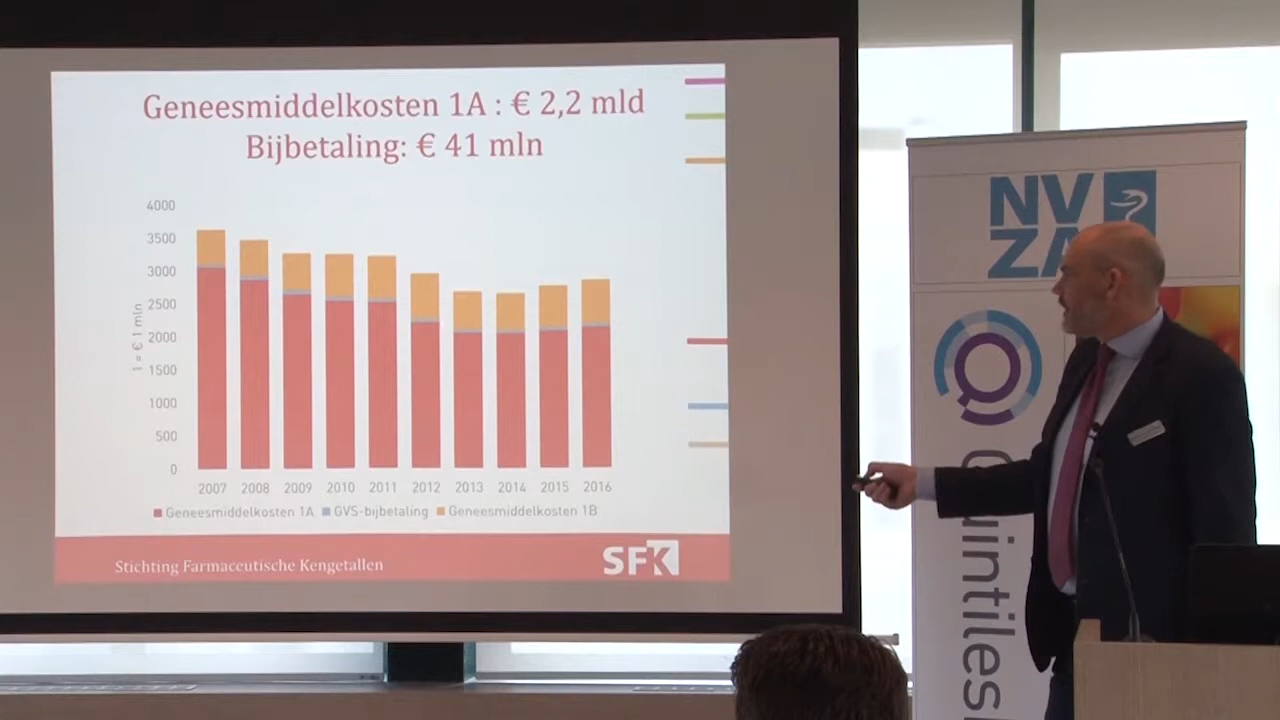 Geneesmiddelkosten 1A : € 2,2 mld
Bijbetaling: € 41 mln
4000
3500
3000
2500
2000
1500
1000
500
0
1 = € 1 mln
2007 2008 2009 2010 2011 2012 2013 2014 2015 2016
Geneesmiddelkosten 1A GVS-bijbetaling Geneesmiddelkosten 1B
Stichting Farmaceutische Kengetallen
SFK
NV
ZA
QuintilesI